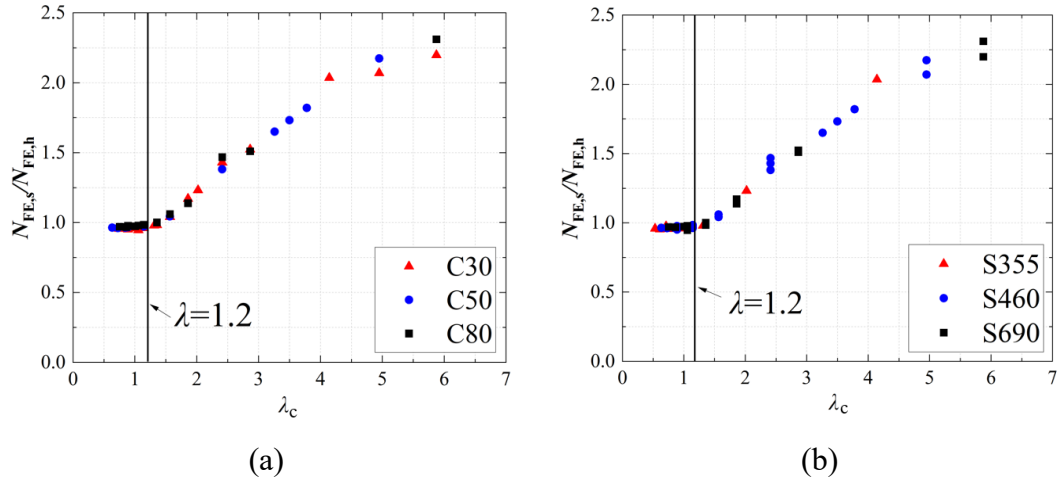 2.5
2.0
1.5
1.0
0.5
0.0
N_FE,s/N_FE,h
0 1 2 3 4 5 6 7
λ_c
λ=1.2
C30
C50
C80
(a)
2.5
2.0
1.5
1.0
0.5
0.0
N_FE,s/N_FE,h
0 1 2 3 4 5 6 7
λ_c
λ=1.2
S355
S460
S690
(b)